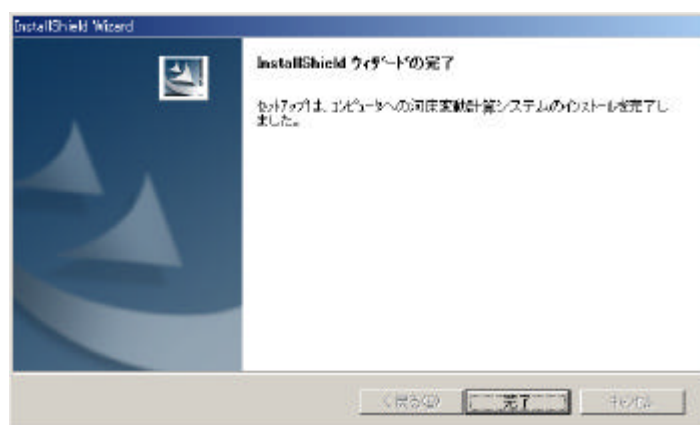 InstallShield Wizard
InstallShield ウィザードの完了
セットアップは、コンピュータへの河床変動計算システムのインストールを完了し
ました。
< 戻る(B)
完了
キャンセル